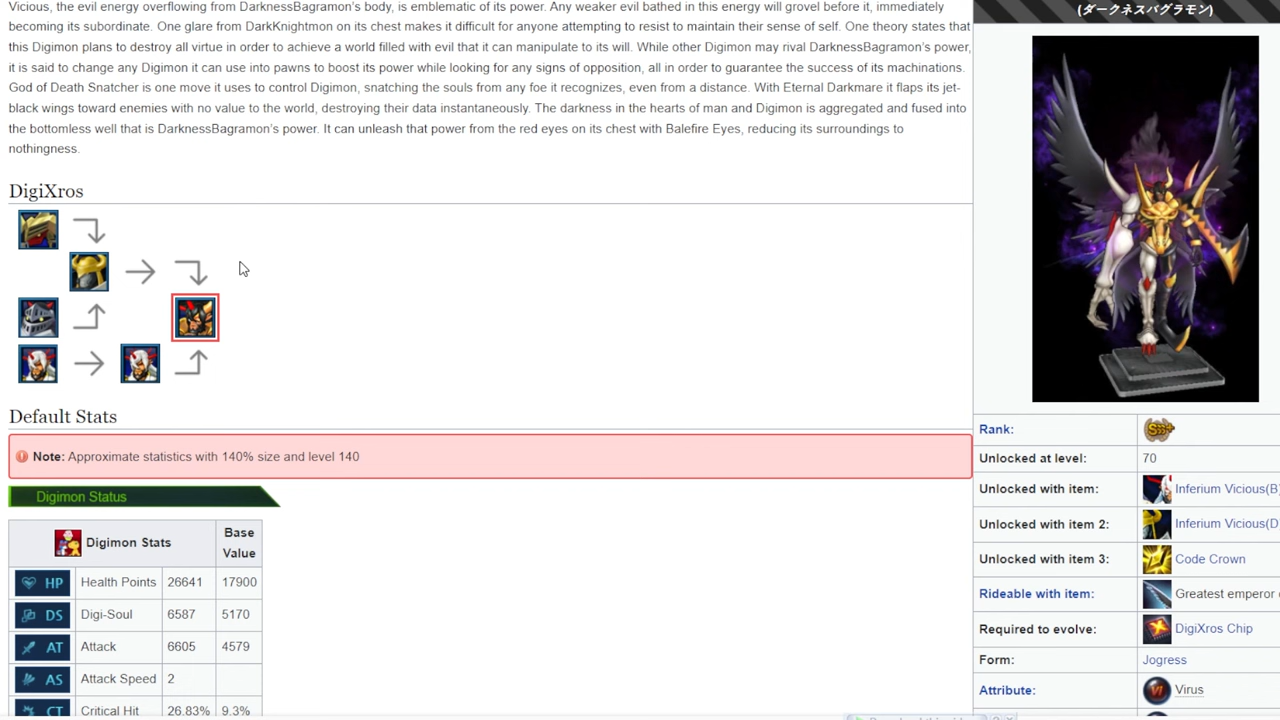 Vicious, the evil energy overflowing from DarknessBagramon's body, is emblematic of its power. Any weaker evil bathed in this energy will grovel before it, immediately
becoming its subordinate. One glare from DarkKnightmon on its chest makes it difficult for anyone attempting to resist to maintain their sense of self. One theory states that
this Digimon plans to destroy all virtue in order to achieve a world filled with evil that it can manipulate to its will. While other Digimon may rival DarknessBagramon's power,
it is said to change any Digimon it can use into pawns to boost its power while looking for any signs of opposition, all in order to guarantee the success of its machinations.
God of Death Snatcher is one move it uses to control Digimon, snatching the souls from any foe it recognizes, even from a distance. With Eternal Darkmare it flaps its jet-
black wings toward enemies with no value to the world, destroying their data instantaneously. The darkness in the hearts of man and Digimon is aggregated and fused into
the bottomless well that is DarknessBagramon's power. It can unleash that power from the red eyes on its chest with Balefire Eyes, reducing its surroundings to
nothingness.
DigiXros
Default Stats
Note: Approximate statistics with 140% size and level 140
Digimon Status
Digimon Stats Base Value
HP Health Points 26641 17900
DS Digi-Soul 6587 5170
AT Attack 6605 4579
AS Attack Speed 2
CT Critical Hit 26.83% 9.3%
(ダークネスバグラモン)
Rank: SSS+
Unlocked at level: 70
Unlocked with item: Inferium Vicious(B)
Unlocked with item 2: Inferium Vicious(D
Unlocked with item 3: Code Crown
Rideable with item: Greatest emperor
Required to evolve: DigiXros Chip
Form: Jogress
Attribute: VI Virus